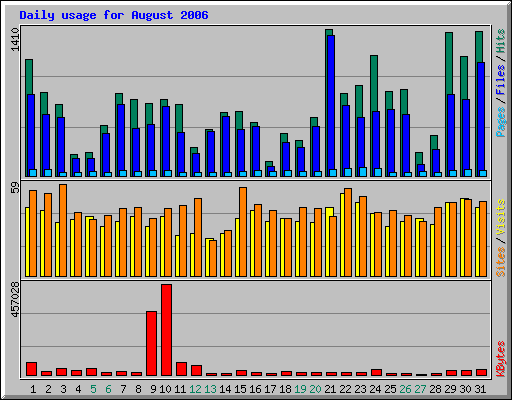 Daily usage for August 2006
1410
Pages / Files / Hits
59
Sites / Visits
457028
KBytes
1 2 3 4 5 6 7 8 9 10 11 12 13 14 15 16 17 18 19 20 21 22 23 24 25 26 27 28 29 30 31